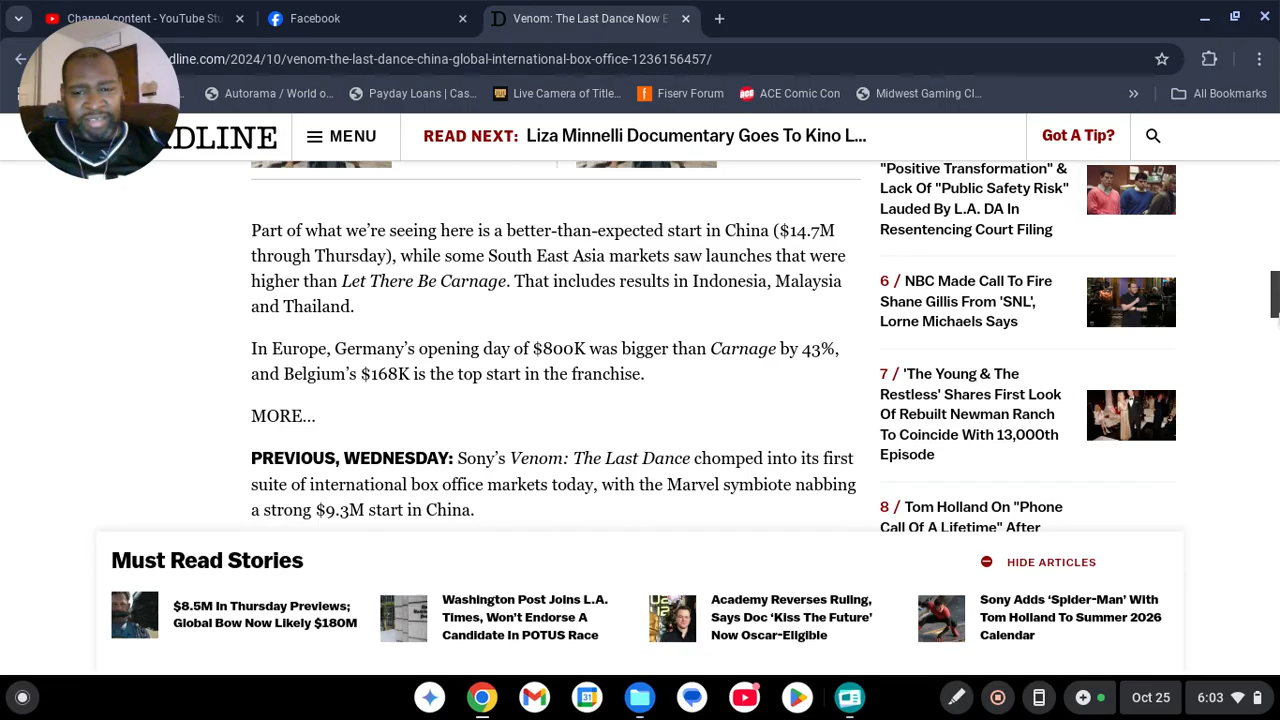 Channel content - YouTube Stu
Facebook
Venom: The Last Dance Now E
dline.com/2024/10/venom-the-last-dance-china-global-international-box-office-1236156457/
Autorama / World o...
Payday Loans | Cas...
Live Camera of Title...
Fiserv Forum
ACE Comic Con
Midwest Gaming Cl...
All Bookmarks
DLINE
MENU
READ NEXT: Liza Minnelli Documentary Goes To Kino L...
Got A Tip?
Part of what we're seeing here is a better-than-expected start in China ($14.7M
through Thursday), while some South East Asia markets saw launches that were
higher than Let There Be Carnage. That includes results in Indonesia, Malaysia
and Thailand.
In Europe, Germany's opening day of $800K was bigger than Carnage by 43%,
and Belgium's $168K is the top start in the franchise.
MORE…
PREVIOUS, WEDNESDAY: Sony's Venom: The Last Dance chomped into its first
suite of international box office markets today, with the Marvel symbiote nabbing
a strong $9.3M start in China.
"Positive Transformation" &
Lack Of "Public Safety Risk"
Lauded By L.A. DA In
Resentencing Court Filing
6 / NBC Made Call To Fire
Shane Gillis From 'SNL',
Lorne Michaels Says
7 / 'The Young & The
Restless' Shares First Look
Of Rebuilt Newman Ranch
To Coincide With 13,000th
Episode
8 / Tom Holland On "Phone
Call Of A Lifetime" After
Must Read Stories
HIDE ARTICLES
$8.5M In Thursday Previews;
Global Bow Now Likely $180M
Washington Post Joins L.A.
Times, Won't Endorse A
Candidate In POTUS Race
Academy Reverses Ruling,
Says Doc 'Kiss The Future'
Now Oscar-Eligible
Sony Adds 'Spider-Man' With
Tom Holland To Summer 2026
Calendar
Oct 25
6:03